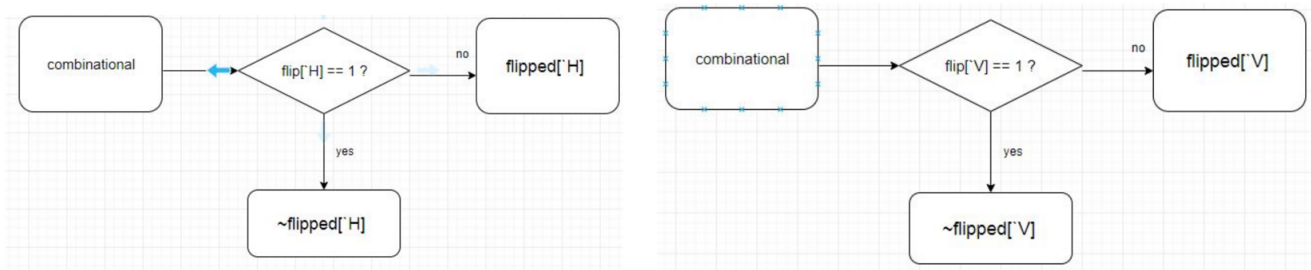 combinational
flip[`H] == 1 ?
no
flipped[`H]
yes
~flipped[`H]
combinational
flip[`V] == 1 ?
no
flipped[`V]
yes
~flipped[`V]